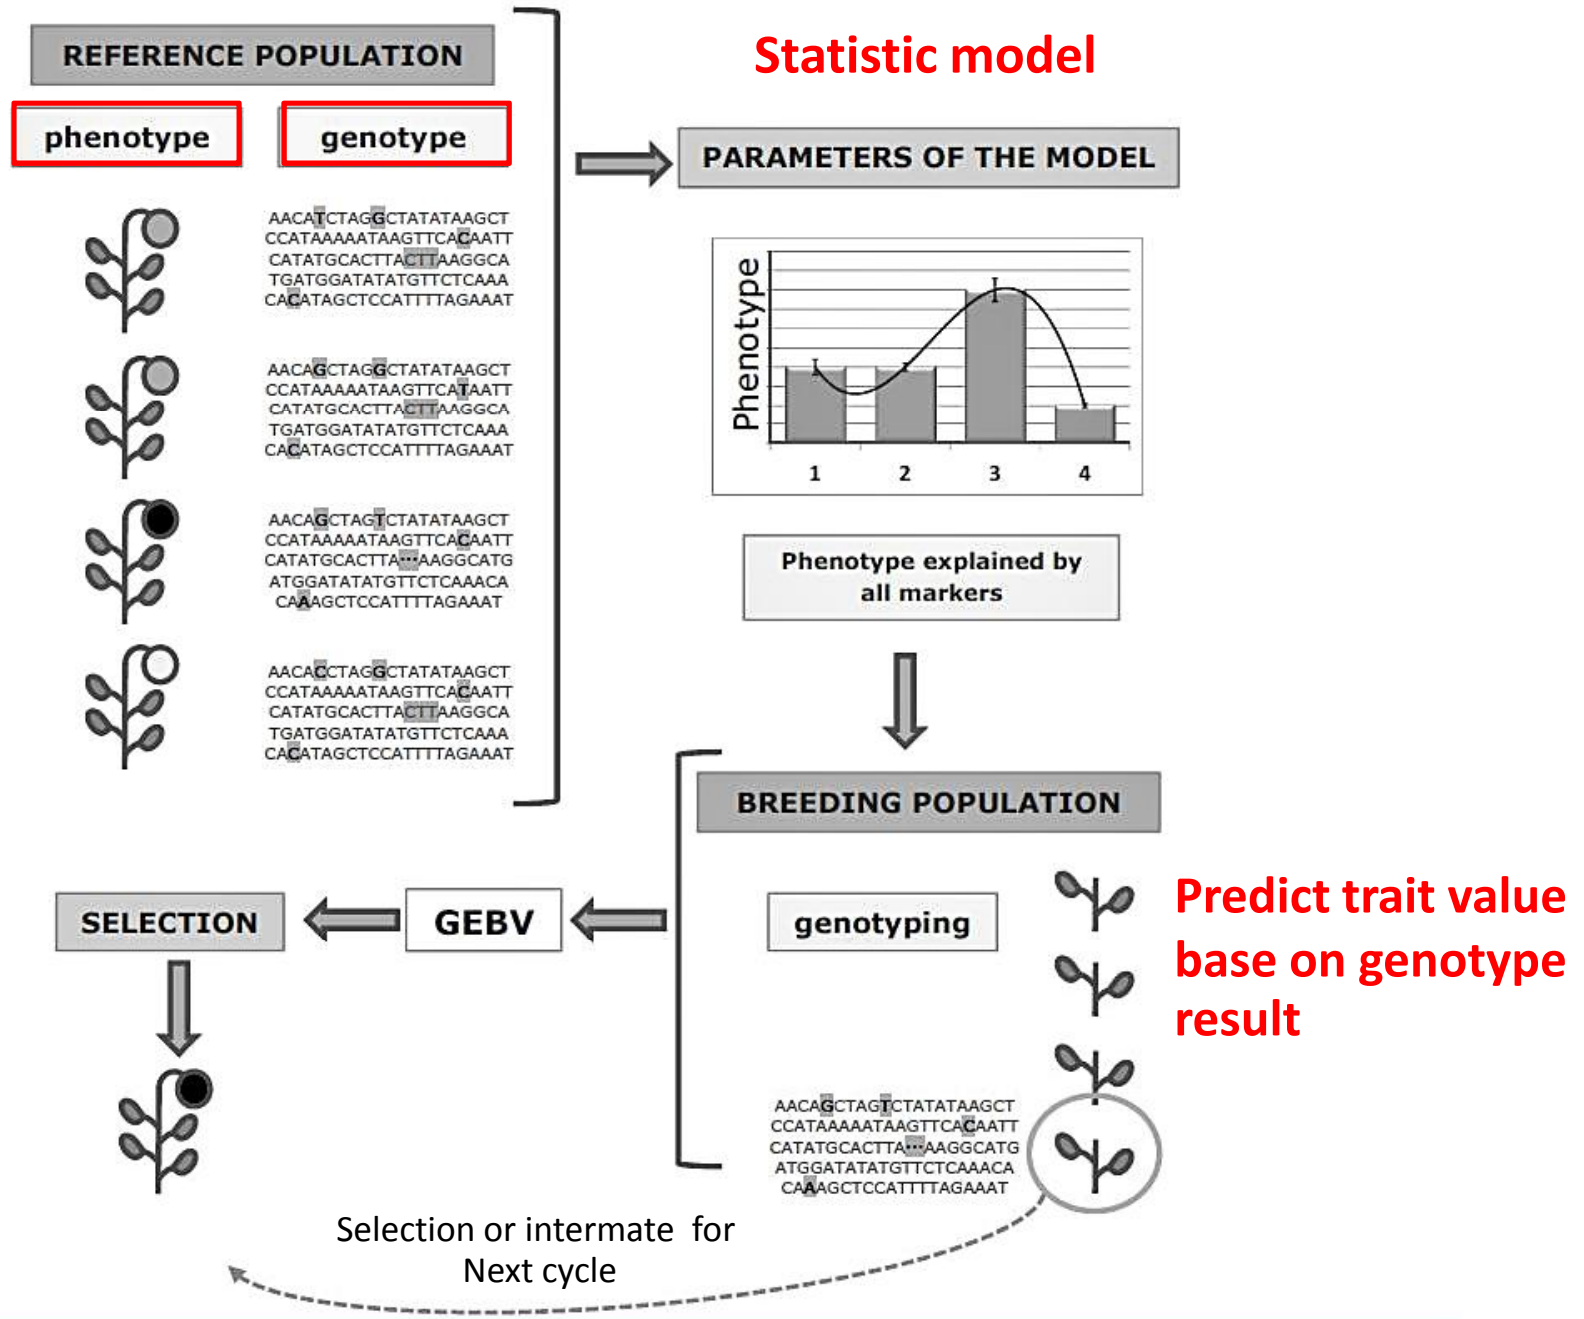 REFERENCE POPULATION
phenotype
genotype
AACATCTAGGCTATATAAGCT
CCATAAAAATAAGTTCACAATT
CATATGCACTTACTTAAGGCA
TGATGGATATATGTTCTCAAA
CACATAGCTCCATTTTAGAAAT
AACAGCTAGGCTATATAAGCT
CCATAAAAATAAGTTCATAATT
CATATGCACTTACTTAAGGCA
TGATGGATATATGTTCTCAAA
CACATAGCTCCATTTTAGAAAT
AACAGCTAGTCTATATAAGCT
CCATAAAAATAAGTTCACAATT
CATATGCACTTA···AAGGCATG
ATGGATATATGTTCTCAAACA
CAAAGCTCCATTTTAGAAAT
AACACCTAGGCTATATAAGCT
CCATAAAAATAAGTTCACAATT
CATATGCACTTACTTAAGGCA
TGATGGATATATGTTCTCAAA
CACATAGCTCCATTTTAGAAAT
Statistic model
PARAMETERS OF THE MODEL
Phenotype
1 2 3 4
Phenotype explained by
all markers
BREEDING POPULATION
genotyping
Predict trait value
base on genotype
result
AACAGCTAGTCTATATAAGCT
CCATAAAAATAAGTTCACAATT
CATATGCACTTA···AAGGCATG
ATGGATATATGTTCTCAAACA
CAAAGCTCCATTTTAGAAAT
GEBV
SELECTION
Selection or intermate for
Next cycle